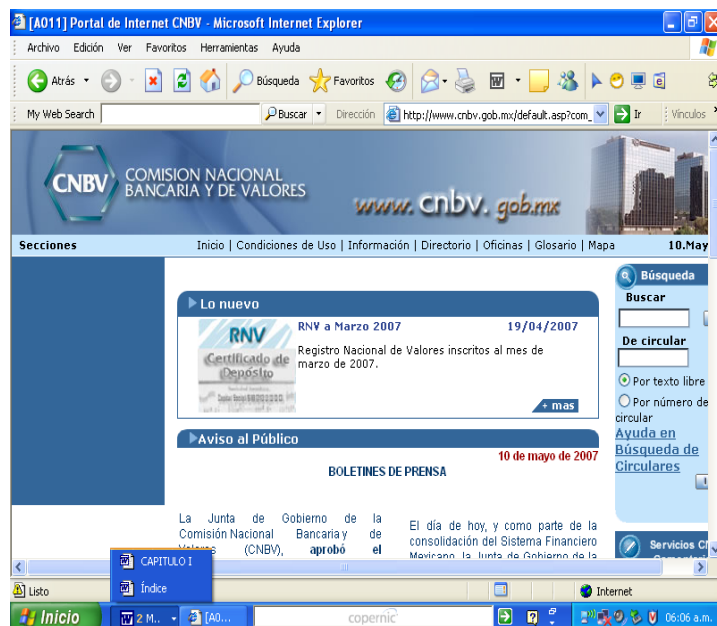 [A011] Portal de Internet CNBV - Microsoft Internet Explorer
Archivo Edición Ver Favoritos Herramientas Ayuda
Atrás Búsqueda Favoritos
My Web Search Buscar Dirección http://www.cnbv.gob.mx/default.asp?com_ Ir Vínculos
CNBV COMISION NACIONAL
BANCARIA Y DE VALORES
www.cnbv.gob.mx
Secciones Inicio | Condiciones de Uso | Información | Directorio | Oficinas | Glosario | Mapa 10.May
Búsqueda
Buscar
De circular
Por texto libre
Por número de
circular
Ayuda en
Búsqueda de
Circulares
Lo nuevo
RNV
Certificado de
Depósito
RNV a Marzo 2007 19/04/2007
Registro Nacional de Valores inscritos al mes de
marzo de 2007.
+ mas
Aviso al Público
10 de mayo de 2007
BOLETINES DE PRENSA
La Junta de Gobierno de la
Comisión Nacional Bancaria y de
Valores (CNBV), aprobó el
El día de hoy, y como parte de la
consolidación del Sistema Financiero
Mexicano, la Junta de Gobierno de la
Servicios
CAPITULO I
Índice
Listo Internet
Inicio 2 M... [A0... copernic 06:06 a.m.